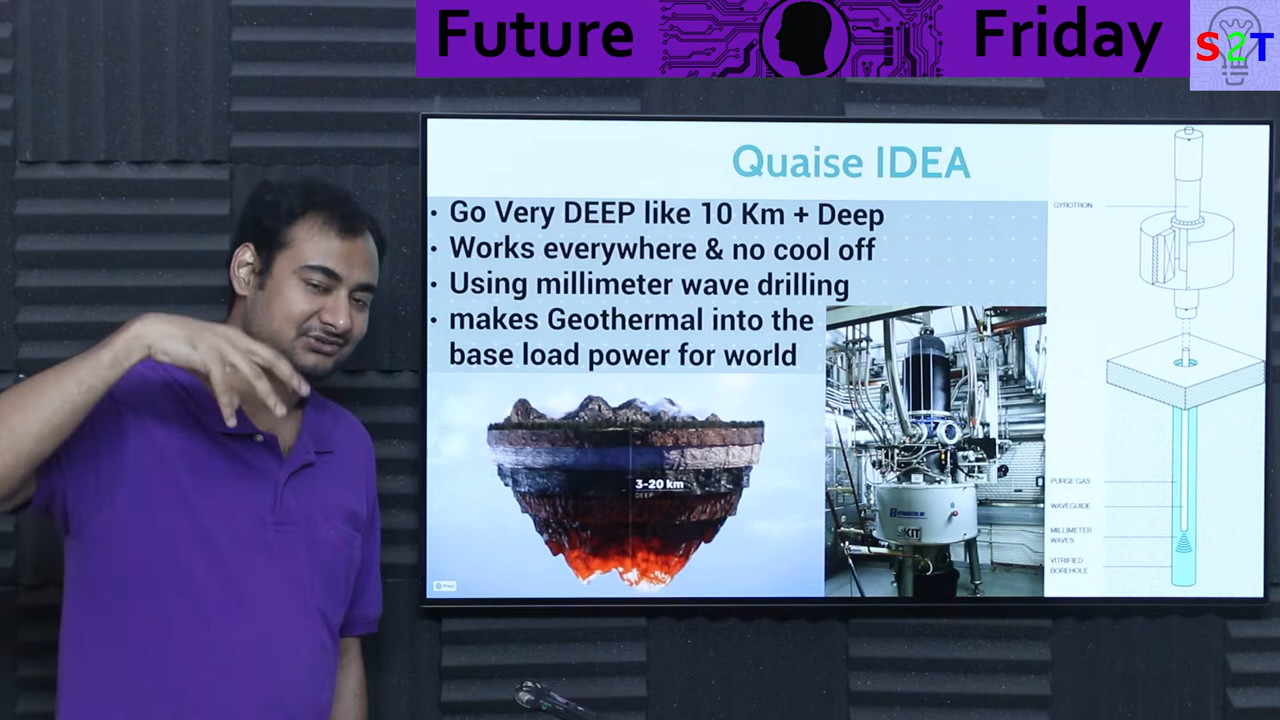 Future Friday
S2T
Quaise IDEA
• Go Very DEEP like 10 Km + Deep
• Works everywhere & no cool off
• Using millimeter wave drilling
• makes Geothermal into the
base load power for world
3-20 km
DEEP
KIT
GYROTRON
PURGE GAS
WAVEGUIDE
MILLIMETER
WAVES
VITRIFIED
BOREHOLE